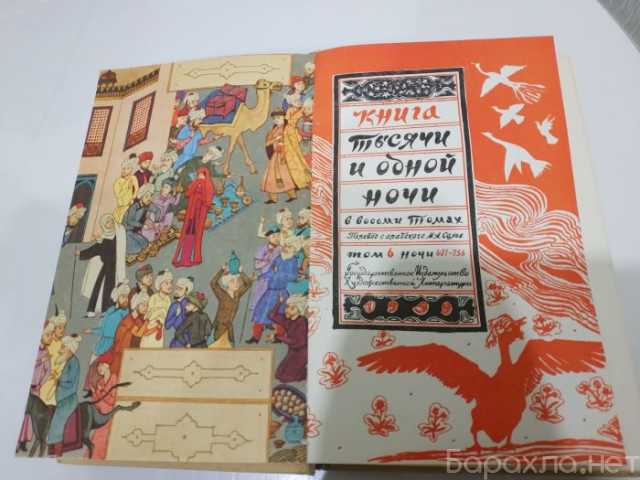 книга
тысячи
и одной
ночи
в восьми томах
Перевод с арабского М.А. Салье
том 6 ночи 607-756
Государственное Издательство
Художественной Литературы
1959
Барахла.нет